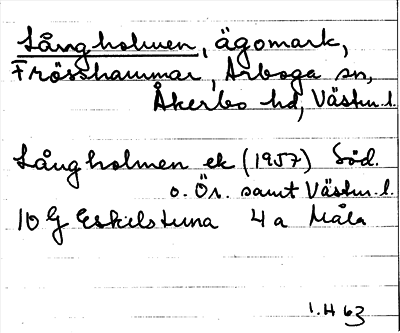 Långholmen, ägomark,
Frösshammar, Arboga sn,
Åkerbo hd, Västm. l.
Långholmen ek (1957) Söd.
o. Ör. samt Västm. l.
10 G Eskilstuna 4 a Måla
1. H 63